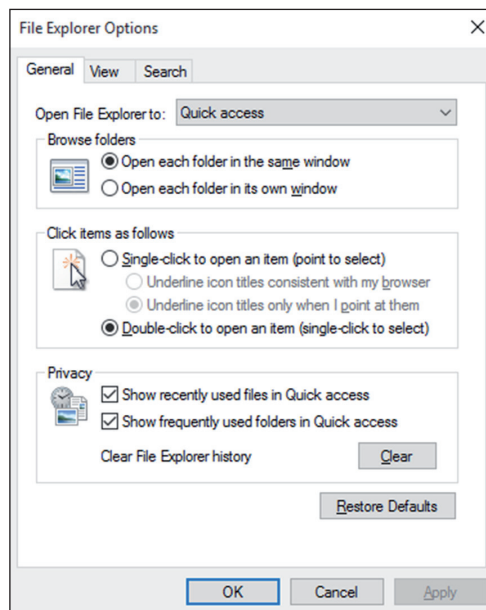 File Explorer Options
General View Search
Open File Explorer to: Quick access
Browse folders
Open each folder in the same window
Open each folder in its own window
Click items as follows
Single-click to open an item (point to select)
Underline icon titles consistent with my browser
Underline icon titles only when I point at them
Double-click to open an item (single-click to select)
Privacy
Show recently used files in Quick access
Show frequently used folders in Quick access
Clear File Explorer history Clear
Restore Defaults
OK Cancel Apply